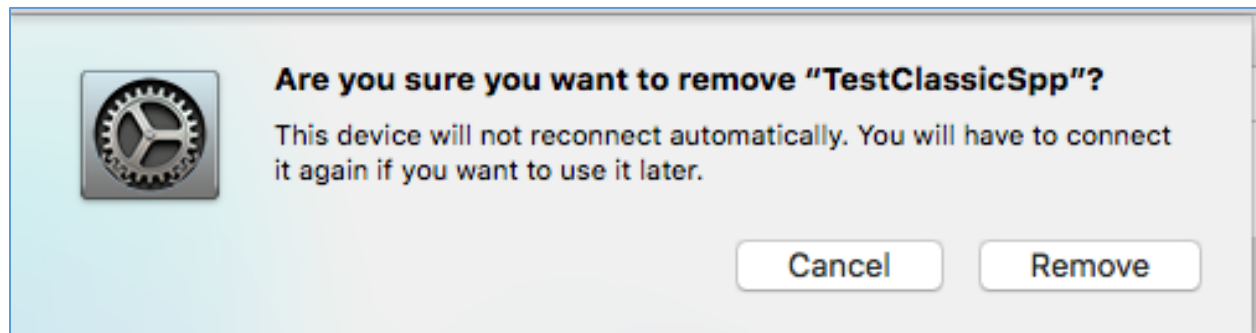 Are you sure you want to remove “TestClassicSpp”?
This device will not reconnect automatically. You will have to connect
it again if you want to use it later.
Cancel
Remove